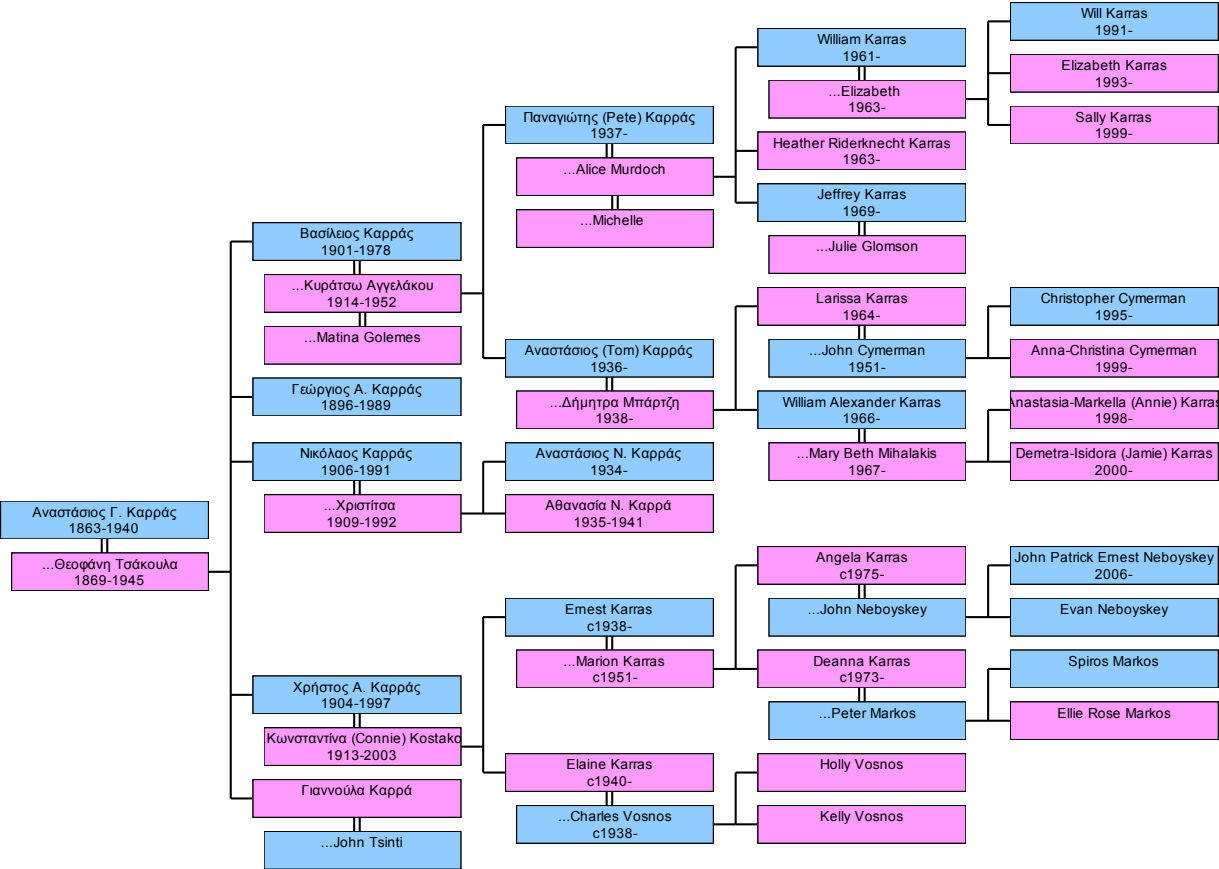 Αναστάσιος Γ. Καρράς
1863-1940
...Θεοφάνη Τσάκουλα
1869-1945
Βασίλειος Καρράς
1901-1978
...Κυράτσω Αγγελάκου
1914-1952
...Matina Golemes
Γεώργιος Α. Καρράς
1896-1989
Νικόλαος Καρράς
1906-1991
...Χριστίτσα
1909-1992
Χρήστος Α. Καρράς
1904-1997
.Κωνσταντίνα (Connie) Kostako
1913-2003
Γιαννούλα Καρρά
...John Tsinti
Παναγιώτης (Pete) Καρράς
1937-
...Alice Murdoch
...Michelle
Αναστάσιος (Tom) Καρράς
1936-
...Δήμητρα Μπάρτζη
1938-
Αναστάσιος Ν. Καρράς
1934-
Αθανασία Ν. Καρρά
1935-1941
Ernest Karras
c1938-
...Marion Karras
c1951-
Elaine Karras
c1940-
...Charles Vosnos
c1938-
William Karras
1961-
...Elizabeth
1963-
Heather Riderknecht Karras
1963-
Jeffrey Karras
1969-
...Julie Glomson
Larissa Karras
1964-
...John Cymerman
1951-
William Alexander Karras
1966-
...Mary Beth Mihalakis
1967-
Angela Karras
c1975-
...John Neboyskey
Deanna Karras
c1973-
...Peter Markos
Holly Vosnos
Kelly Vosnos
Will Karras
1991-
Elizabeth Karras
1993-
Sally Karras
1999-
Christopher Cymerman
1995-
Anna-Christina Cymerman
1999-
Anastasia-Markella (Annie) Karras
1998-
Demetra-Isidora (Jamie) Karras
2000-
John Patrick Ernest Neboyskey
2006-
Evan Neboyskey
Spiros Markos
Ellie Rose Markos